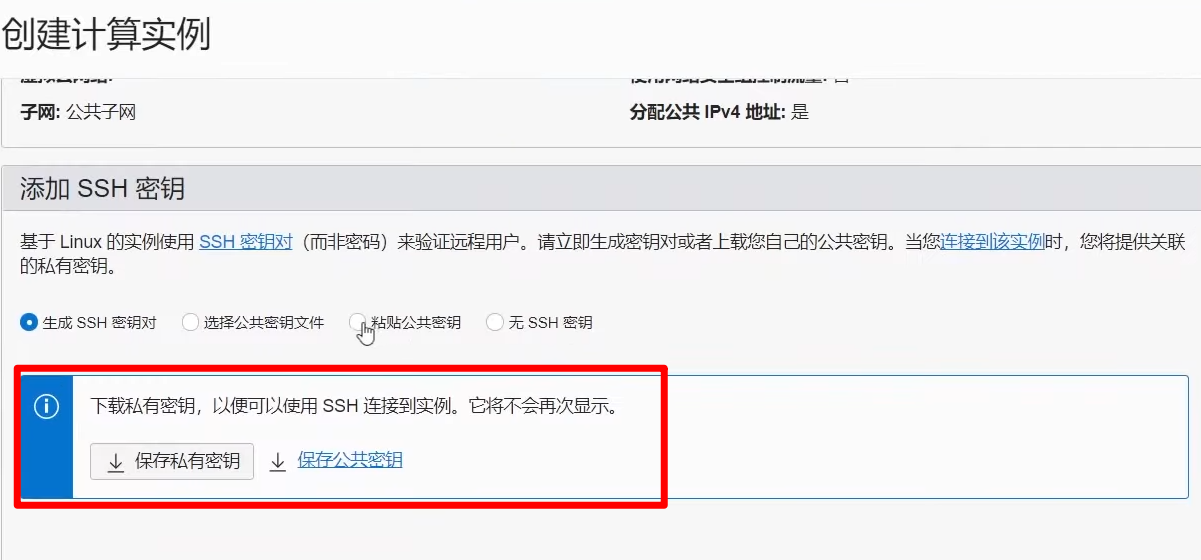 创建计算实例
子网: 公共子网
分配公共 IPv4 地址: 是
添加 SSH 密钥
基于 Linux 的实例使用 SSH 密钥对（而非密码）来验证远程用户。请立即生成密钥对或者上载您自己的公共密钥。当您连接到该实例时，您将提供关联
的私有密钥。
生成 SSH 密钥对 选择公共密钥文件 粘贴公共密钥 无 SSH 密钥
下载私有密钥，以便可以使用 SSH 连接到实例。它将不会再次显示。
保存私有密钥 保存公共密钥